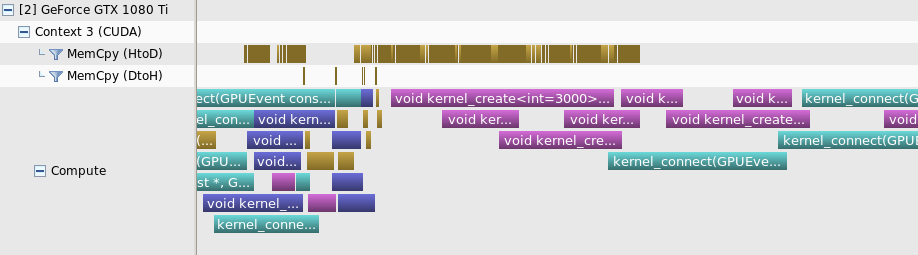 [2] GeForce GTX 1080 Ti
Context 3 (CUDA)
MemCpy (HtoD)
MemCpy (DtoH)
Compute
ect(GPUEvent cons... void kernel_create<int=3000>... void k... void k... kernel_connect(G
el_con... void kern... void ker... void ker... void kernel_create... void
(... void ... void kernel_cre... kernel_connect(GPUE
(GPU... void... kernel_connect(GPUEve...
st *, G...
void kernel_...
kernel_conne...